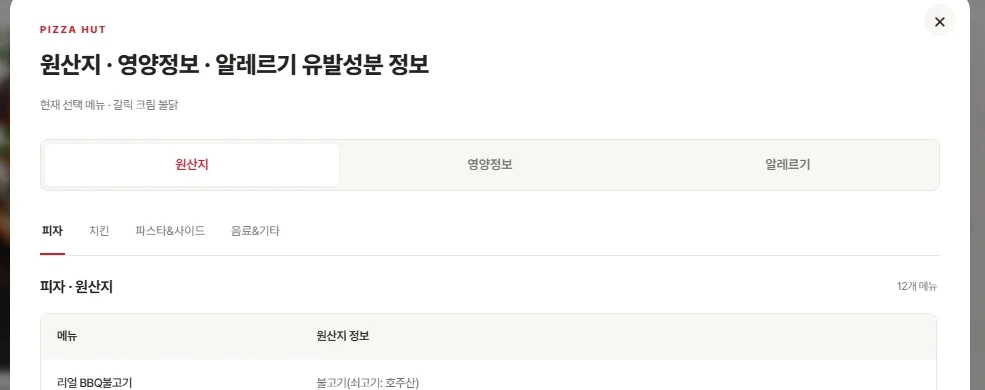 PIZZA HUT
원산지 · 영양정보 · 알레르기 유발성분 정보
현재 선택 메뉴 · 갈릭 크림 불닭
원산지 영양정보 알레르기
피자 치킨 파스타&사이드 음료&기타
피자 · 원산지 12개 메뉴
메뉴 원산지 정보
리얼 BBQ불고기 불고기(쇠고기: 호주산)